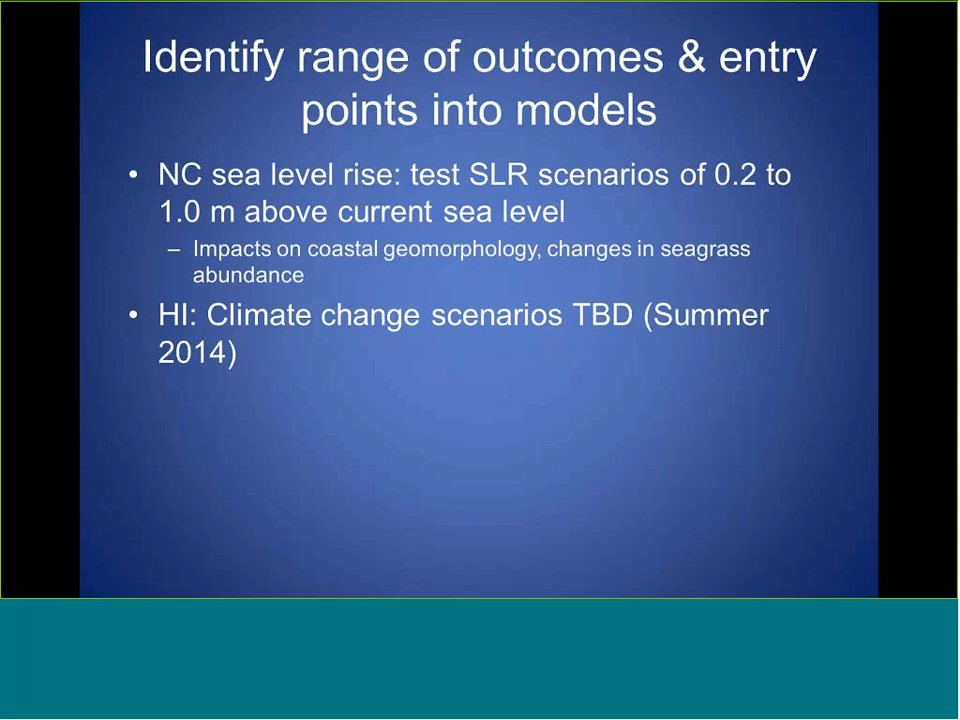 Identify range of outcomes & entry
points into models
• NC sea level rise: test SLR scenarios of 0.2 to
1.0 m above current sea level
– Impacts on coastal geomorphology, changes in seagrass
abundance
• HI: Climate change scenarios TBD (Summer
2014)